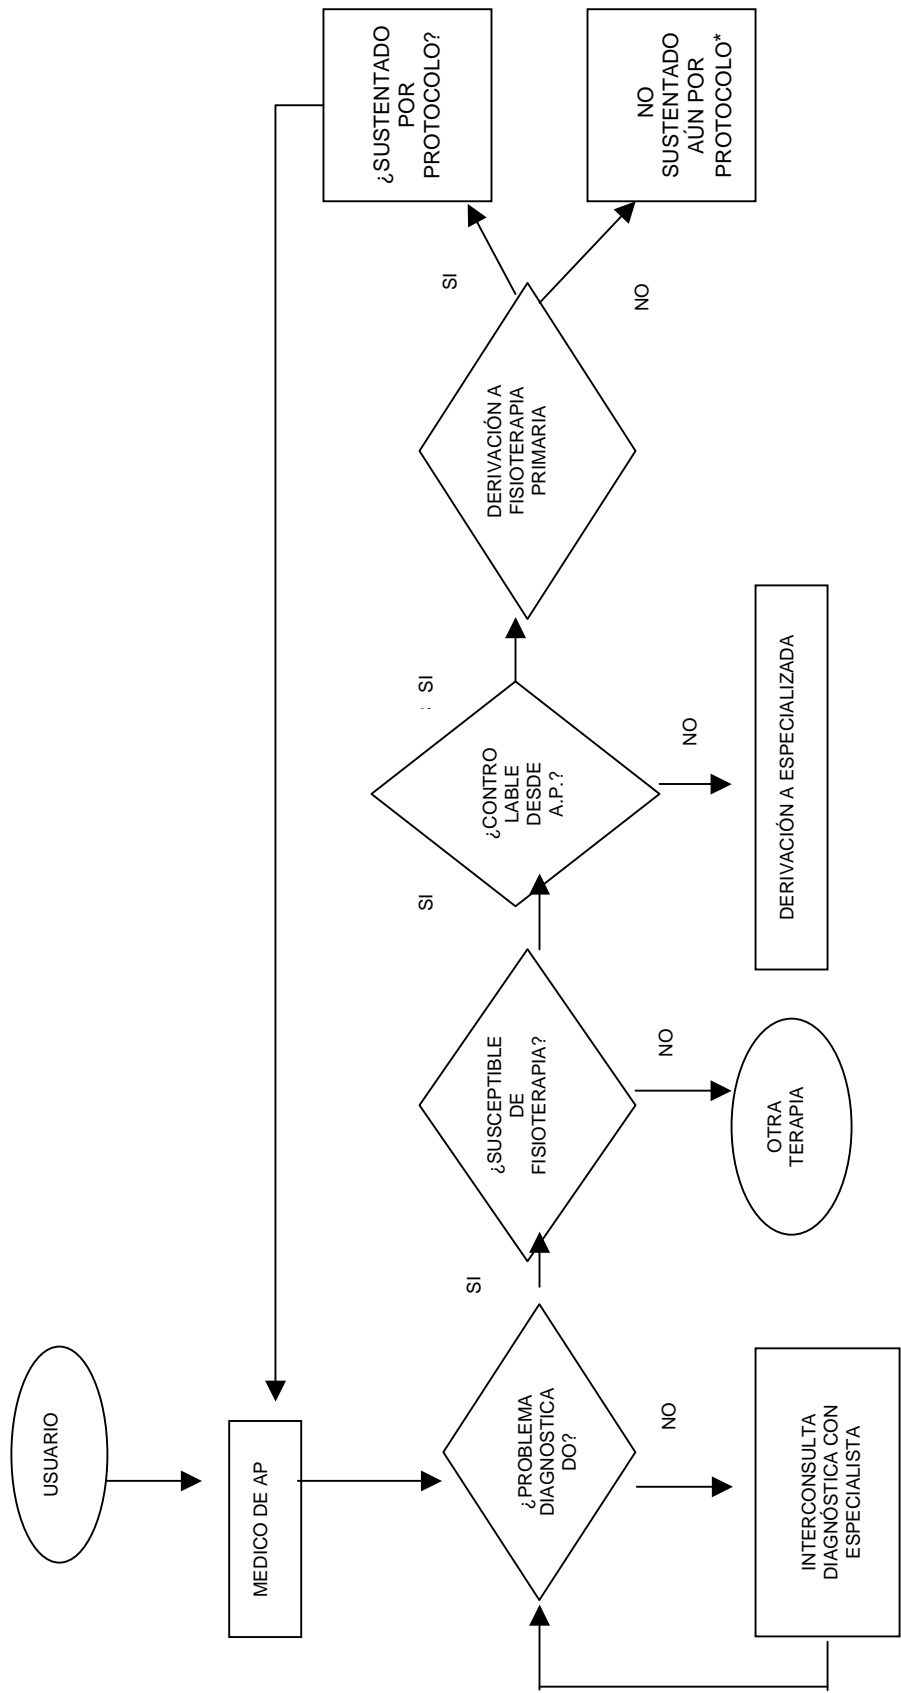 USUARIO
MEDICO DE AP
¿PROBLEMA
DIAGNOSTICA
DO?
SI
NO
INTERCONSULTA
DIAGNÓSTICA CON
ESPECIALISTA
¿SUSCEPTIBLE
DE
FISIOTERAPIA?
SI
NO
OTRA
TERAPIA
¿CONTRO
LABLE
DESDE
A.P.?
SI
NO
DERIVACIÓN A ESPECIALIZADA
DERIVACIÓN A
FISIOTERAPIA
PRIMARIA
SI
NO
¿SUSTENTADO
POR
PROTOCOLO?
NO
SUSTENTADO
AÚN POR
PROTOCOLO*